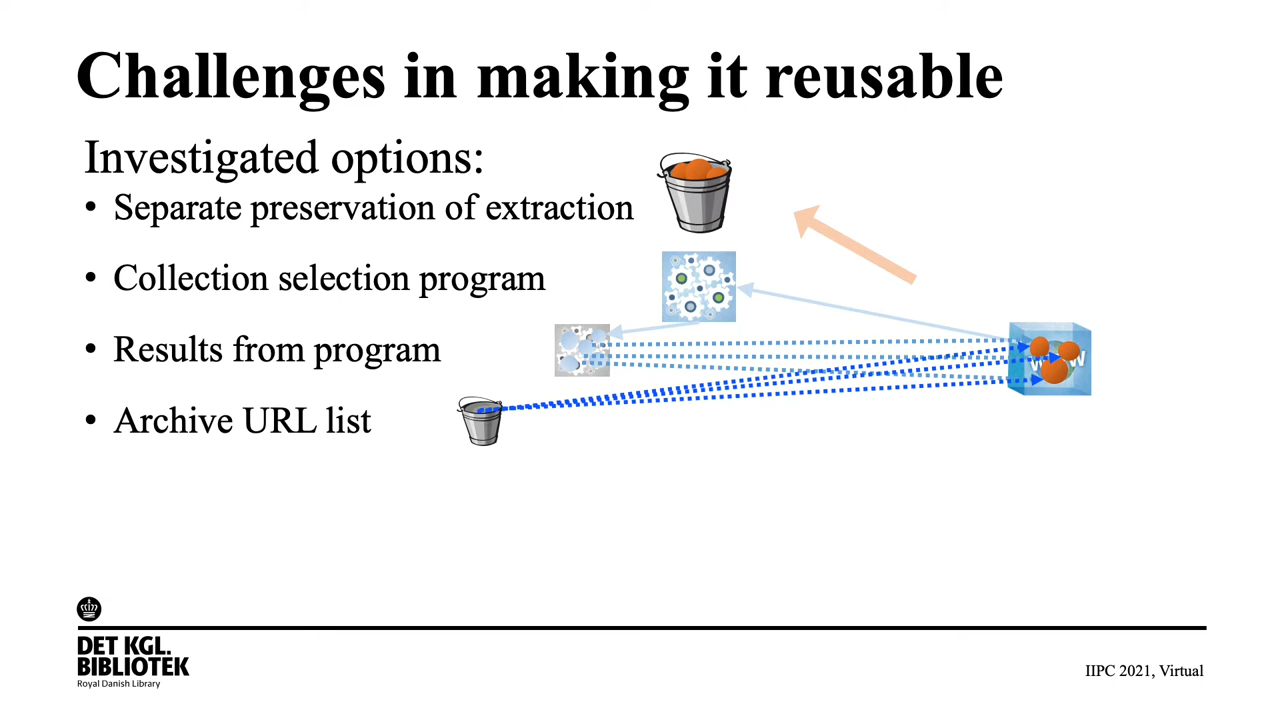 Challenges in making it reusable
Investigated options:
• Separate preservation of extraction
• Collection selection program
• Results from program
• Archive URL list
DET KGL.
BIBLIOTEK
Royal Danish Library
IIPC 2021, Virtual